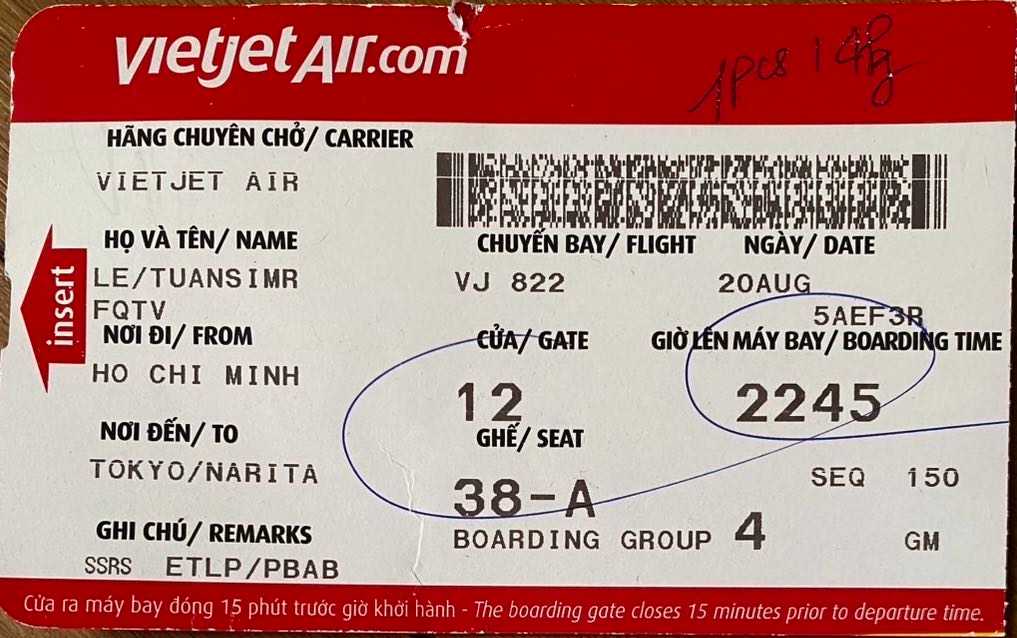 vietjetAir.com
1pcs 14kg
HÃNG CHUYÊN CHỞ/ CARRIER
VIETJET AIR
HỌ VÀ TÊN/ NAME
CHUYẾN BAY/ FLIGHT
NGÀY/ DATE
LE/TUANSIMR
VJ 822
20AUG
FQTV
5AEF3R
insert
NƠI ĐI/ FROM
CỬA/ GATE
GIỜ LÊN MÁY BAY/ BOARDING TIME
HO CHI MINH
12
2245
NƠI ĐẾN/ TO
GHẾ/ SEAT
TOKYO/NARITA
38-A
SEQ 150
GHI CHÚ/ REMARKS
BOARDING GROUP 4
GM
SSRS ETLP/PBAB
Cửa ra máy bay đóng 15 phút trước giờ khởi hành - The boarding gate closes 15 minutes prior to departure time.